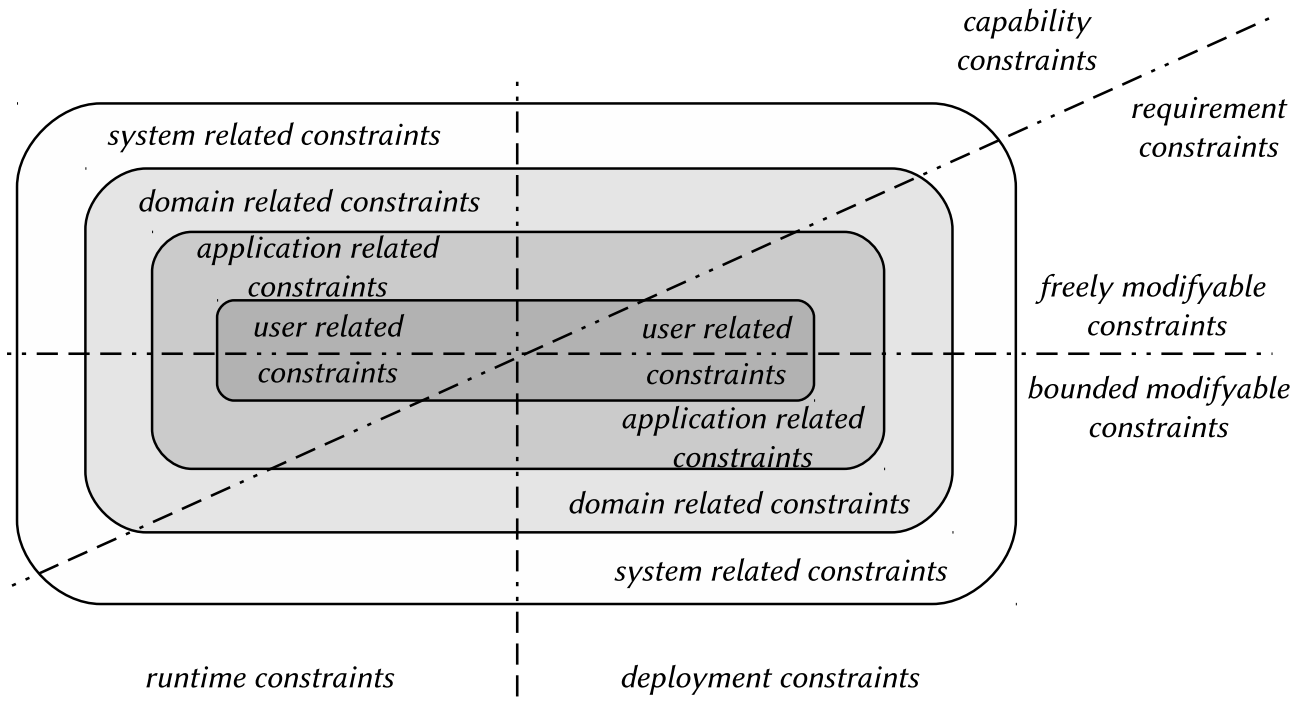 capability
constraints
requirement
constraints
system related constraints
domain related constraints
application related
constraints
user related
constraints
user related
constraints
freely modifyable
constraints
bounded modifyable
constraints
application related
constraints
domain related constraints
system related constraints
runtime constraints
deployment constraints